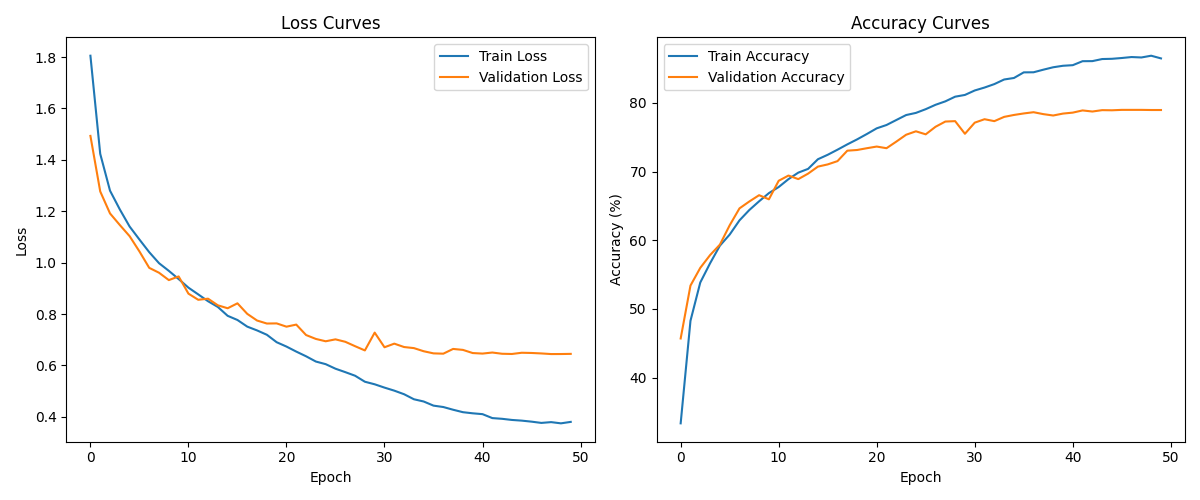 Loss Curves
Train Loss
Validation Loss
Loss
1.8
1.6
1.4
1.2
1.0
0.8
0.6
0.4
0 10 20 30 40 50
Epoch
Accuracy Curves
Train Accuracy
Validation Accuracy
Accuracy (%)
80
70
60
50
40
0 10 20 30 40 50
Epoch